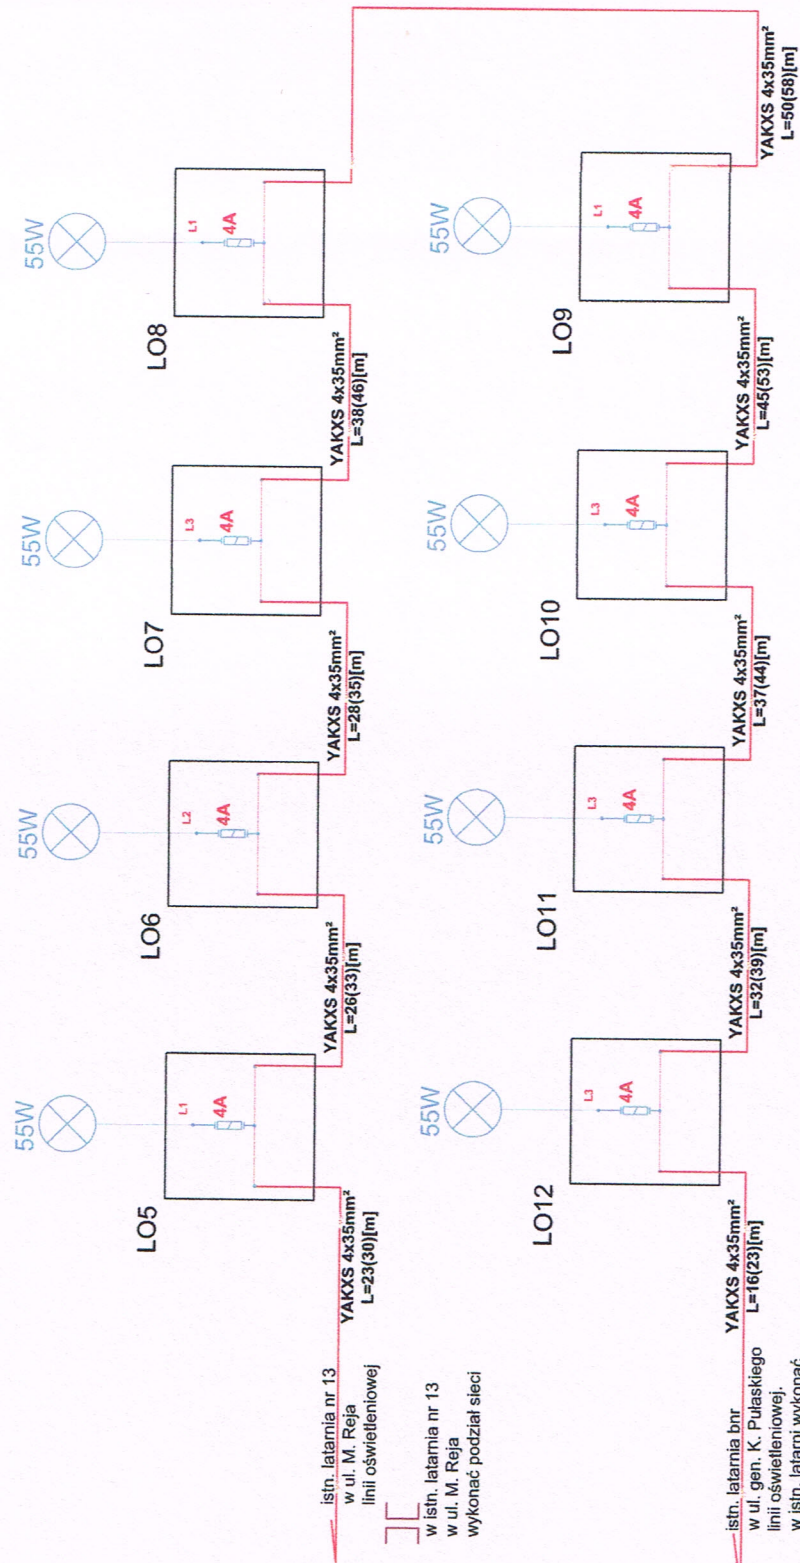 istn. latarnia nr 13
w ul. M. Reja
linii oświetleniowej
w istn. latarnia nr 13
w ul. M. Reja
wykonać podział sieci
YAKXS 4x35mm²
L=23(30)[m]
LO5
55W
L1
4A
YAKXS 4x35mm²
L=26(33)[m]
LO6
55W
L2
4A
YAKXS 4x35mm²
L=28(35)[m]
LO7
55W
L3
4A
YAKXS 4x35mm²
L=38(46)[m]
LO8
55W
L1
4A
YAKXS 4x35mm²
L=50(58)[m]
LO9
55W
L1
4A
YAKXS 4x35mm²
L=45(53)[m]
LO10
55W
L3
4A
YAKXS 4x35mm²
L=37(44)[m]
LO11
55W
L3
4A
YAKXS 4x35mm²
L=32(39)[m]
LO12
55W
L3
4A
YAKXS 4x35mm²
L=16(23)[m]
istn. latarnia bnr
w ul. gen. K. Pułaskiego
linii oświetleniowej.
w istn. latarni wykonać